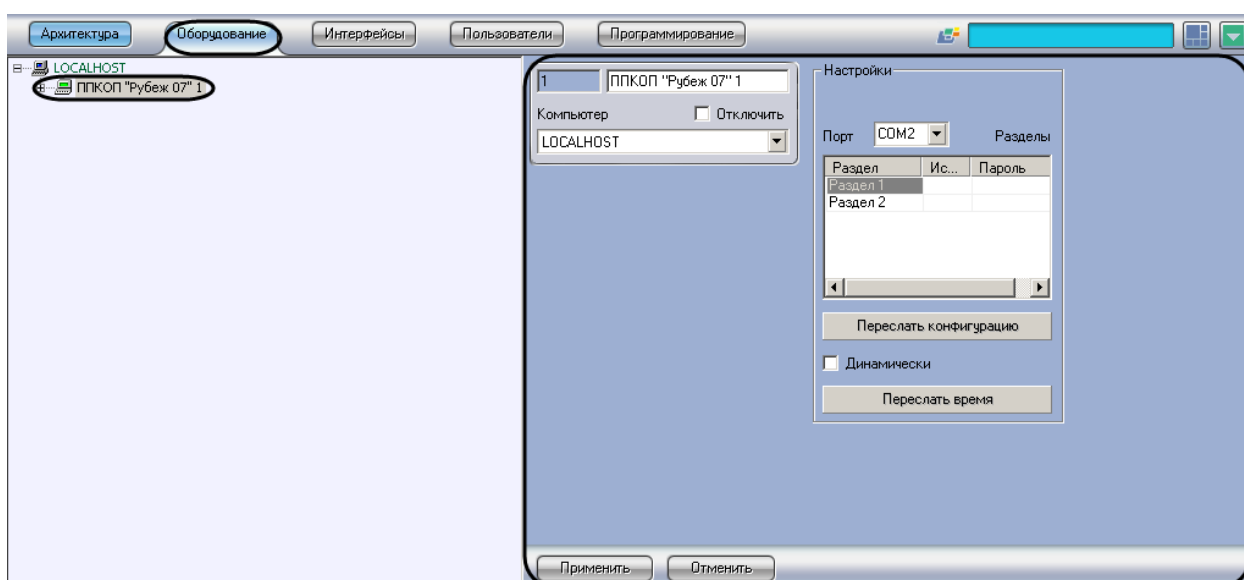 Архитектура Оборудование Интерфейсы Пользователи Программирование
LOCALHOST
ППКОП "Рубеж 07" 1
1 ППКОП "Рубеж 07" 1
Компьютер Отключить
LOCALHOST
Настройки
Порт COM2 Разделы
Раздел Ис... Пароль
Раздел 1
Раздел 2
Переслать конфигурацию
Динамически
Переслать время
Применить Отменить